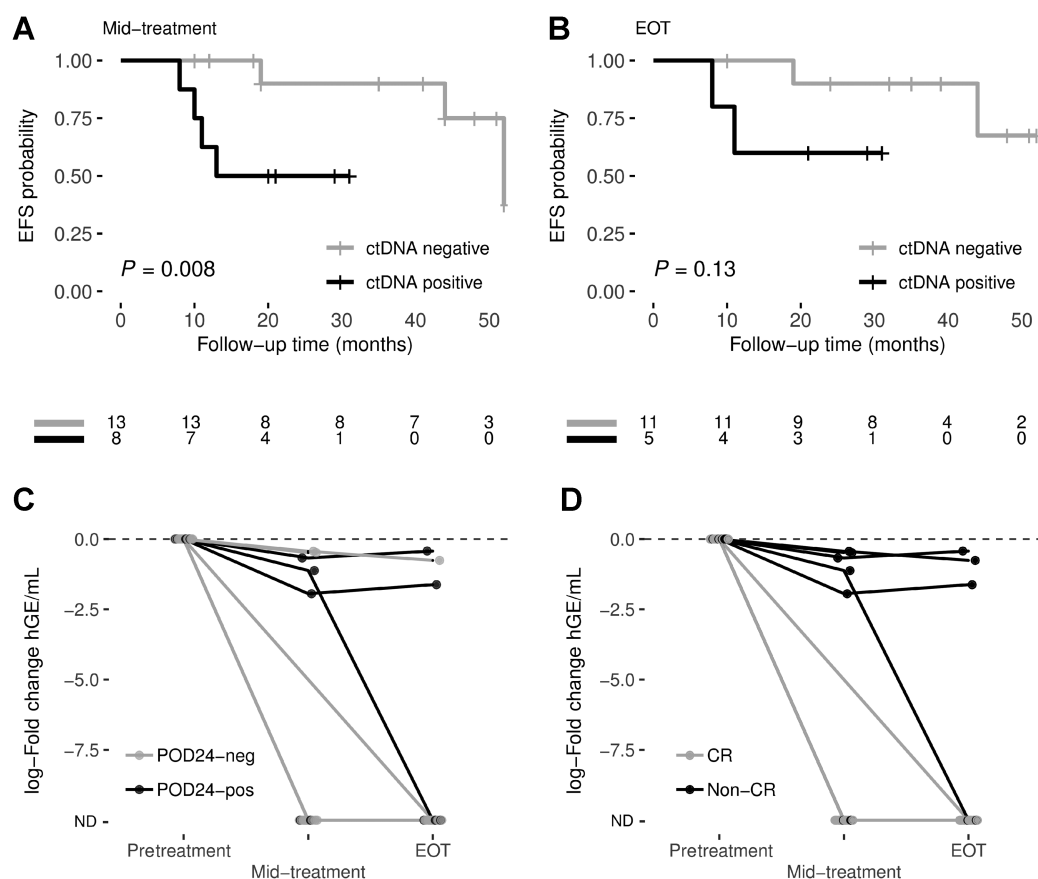 A
Mid−treatment
1.00
0.75
0.50
0.25
0.00
EFS probability
ctDNA negative
ctDNA positive
P = 0.008
0 10 20 30 40 50
Follow−up time (months)
13 13 8 8 7 3
8 7 4 1 0 0
B
EOT
1.00
0.75
0.50
0.25
0.00
EFS probability
ctDNA negative
ctDNA positive
P = 0.13
0 10 20 30 40 50
Follow−up time (months)
11 11 9 8 4 2
5 4 3 1 0 0
C
0.0
−2.5
−5.0
−7.5
ND
log−Fold change hGE/mL
POD24−neg
POD24−pos
Pretreatment
Mid−treatment
EOT
D
0.0
−2.5
−5.0
−7.5
ND
log−Fold change hGE/mL
CR
Non−CR
Pretreatment
Mid−treatment
EOT